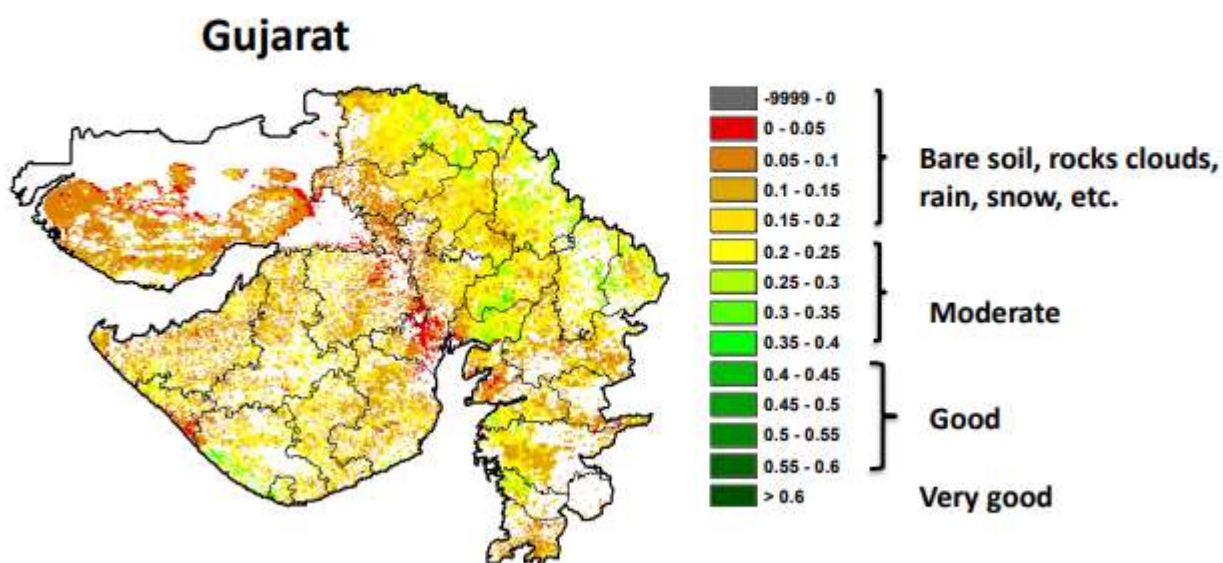 Gujarat
-9999 - 0
0 - 0.05
0.05 - 0.1
0.1 - 0.15
0.15 - 0.2
Bare soil, rocks clouds,
rain, snow, etc.
0.2 - 0.25
0.25 - 0.3
0.3 - 0.35
0.35 - 0.4
Moderate
0.4 - 0.45
0.45 - 0.5
0.5 - 0.55
0.55 - 0.6
Good
> 0.6
Very good